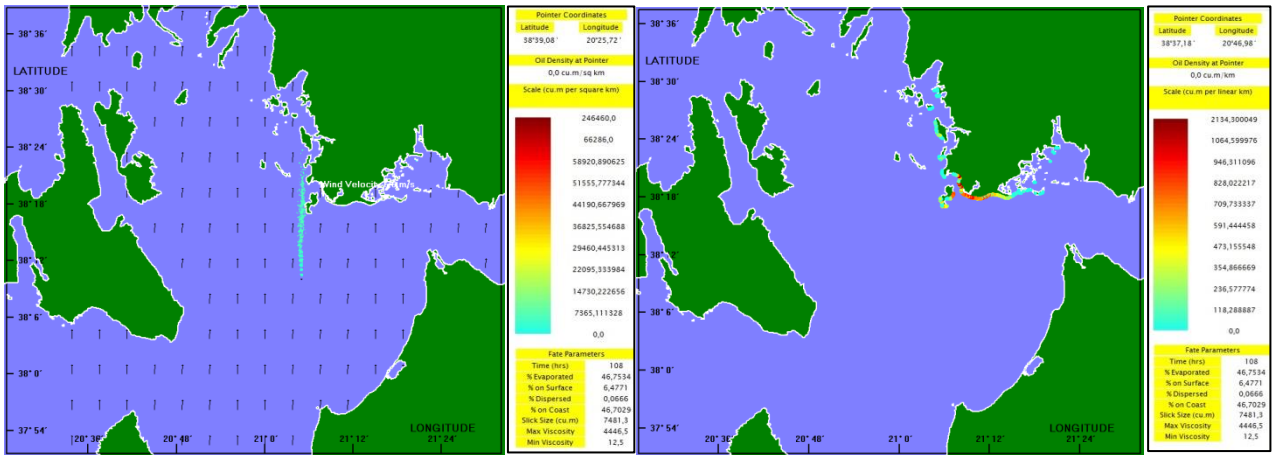 38° 36′
LATITUDE
38° 30′
38° 24′
38° 18′
38° 12′
38° 6′
38° 0′
37° 54′
20° 36′
20° 48′
21° 0′
21° 12′
21° 24′
LONGITUDE
Wind Velocity
Pointer Coordinates
Latitude Longitude
38°39,08' 20°25,72'
Oil Density at Pointer
0,0 cu.m/sq km
Scale (cu.m per square km)
246460,0
66286,0
58920,890625
51555,777344
44190,667969
36825,554688
29460,445313
22095,333984
14730,222656
7365,111328
0,0
Fate Parameters
Time (hrs) 108
% Evaporated 46,7534
% on Surface 6,4771
% Dispersed 0,0666
% on Coast 46,7029
Slick Size (cu.m) 7481,3
Max Viscosity 4446,5
Min Viscosity 12,5
38° 36′
LATITUDE
38° 30′
38° 24′
38° 18′
38° 12′
38° 6′
38° 0′
37° 54′
20° 36′
20° 48′
21° 0′
21° 12′
21° 24′
LONGITUDE
Pointer Coordinates
Latitude Longitude
38°37,18' 20°46,98'
Oil Density at Pointer
0,0 cu.m/km
Scale (cu.m per linear km)
2134,300049
1064,599976
946,311096
828,022217
709,733337
591,444458
473,155548
354,866669
236,577774
118,288887
0,0
Fate Parameters
Time (hrs) 108
% Evaporated 46,7534
% on Surface 6,4771
% Dispersed 0,0666
% on Coast 46,7029
Slick Size (cu.m) 7481,3
Max Viscosity 4446,5
Min Viscosity 12,5